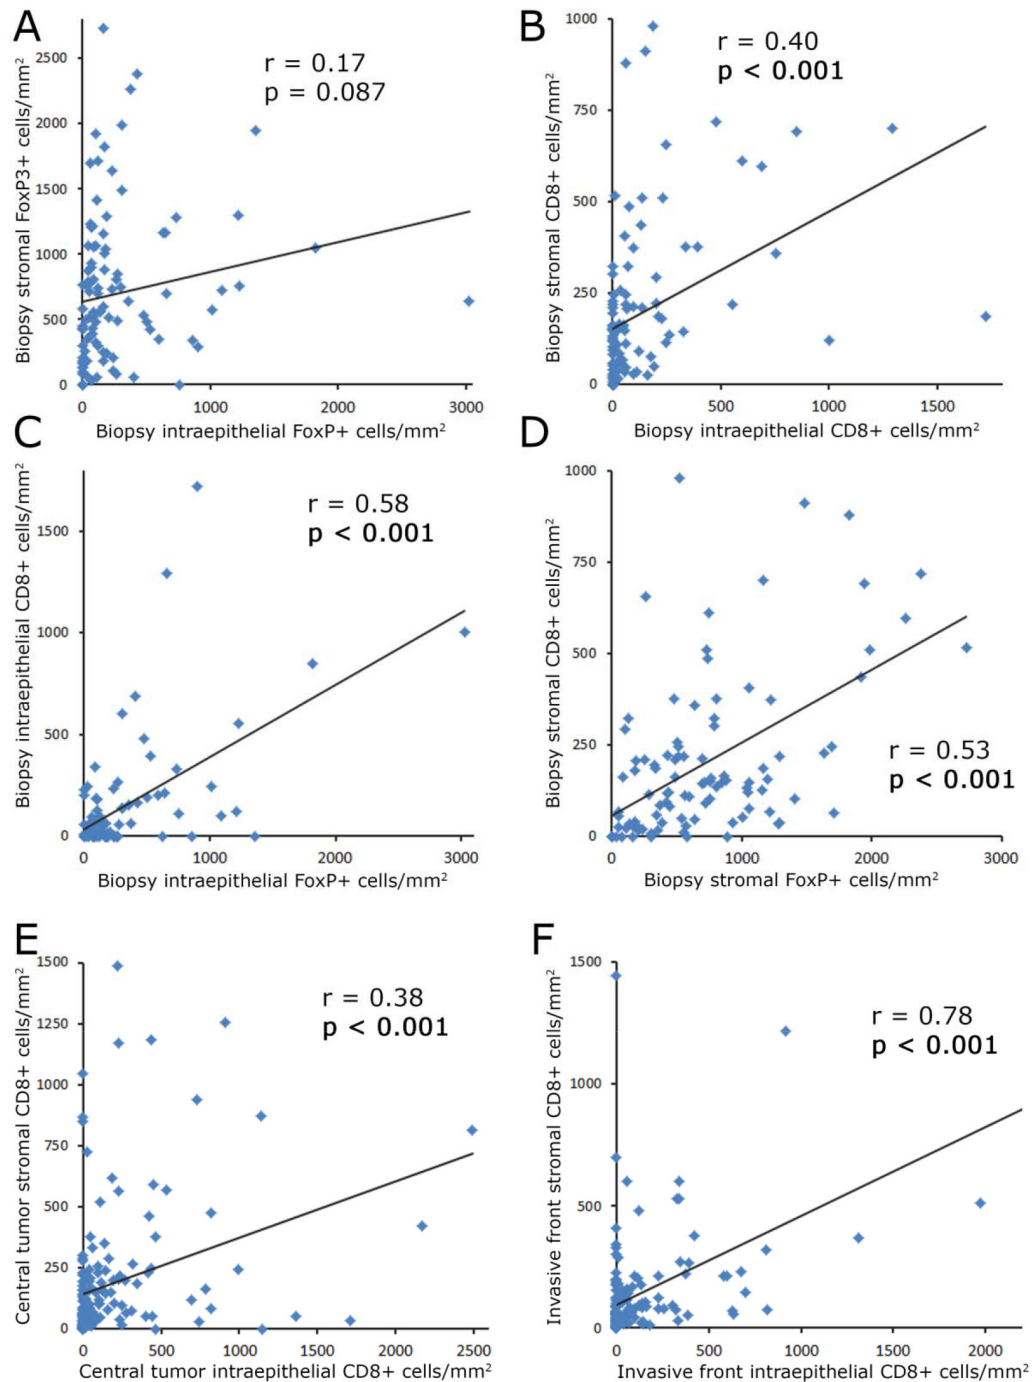 A
Biopsy stromal FoxP3+ cells/mm²
2500
2000
1500
1000
500
0
r = 0.17
p = 0.087
0 1000 2000 3000
Biopsy intraepithelial FoxP+ cells/mm²
B
Biopsy stromal CD8+ cells/mm²
1000
750
500
250
0
r = 0.40
p < 0.001
0 500 1000 1500
Biopsy intraepithelial CD8+ cells/mm²
C
Biopsy intraepithelial CD8+ cells/mm²
1500
1000
500
0
r = 0.58
p < 0.001
0 1000 2000 3000
Biopsy intraepithelial FoxP+ cells/mm²
D
Biopsy stromal CD8+ cells/mm²
1000
750
500
250
0
r = 0.53
p < 0.001
0 1000 2000 3000
Biopsy stromal FoxP+ cells/mm²
E
Central tumor stromal CD8+ cells/mm²
1500
1250
1000
750
500
250
0
r = 0.38
p < 0.001
0 500 1000 1500 2000 2500
Central tumor intraepithelial CD8+ cells/mm²
F
Invasive front stromal CD8+ cells/mm²
1500
1000
500
0
r = 0.78
p < 0.001
0 500 1000 1500 2000
Invasive front intraepithelial CD8+ cells/mm²